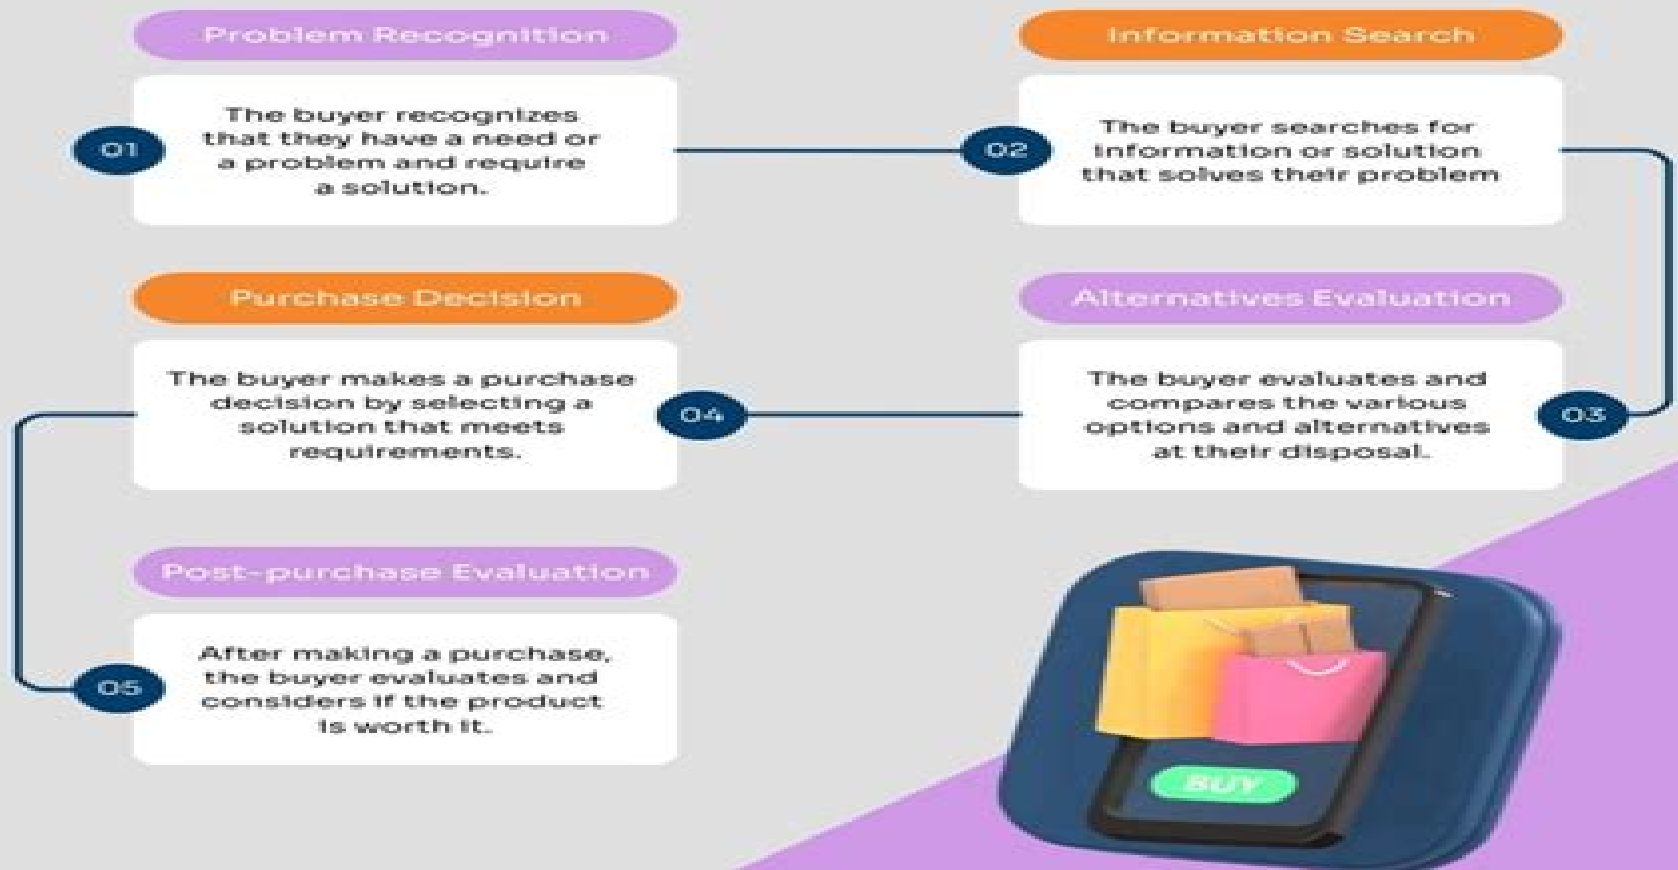 Problem Recognition
01
The buyer recognizes
that they have a need or
a problem and require
a solution.
Information Search
02
The buyer searches for
information or solution
that solves their problem
Alternatives Evaluation
03
The buyer evaluates and
compares the various
options and alternatives
at their disposal.
Purchase Decision
04
The buyer makes a purchase
decision by selecting a
solution that meets
requirements.
Post-purchase Evaluation
05
After making a purchase,
the buyer evaluates and
considers if the product
is worth it.
BUY